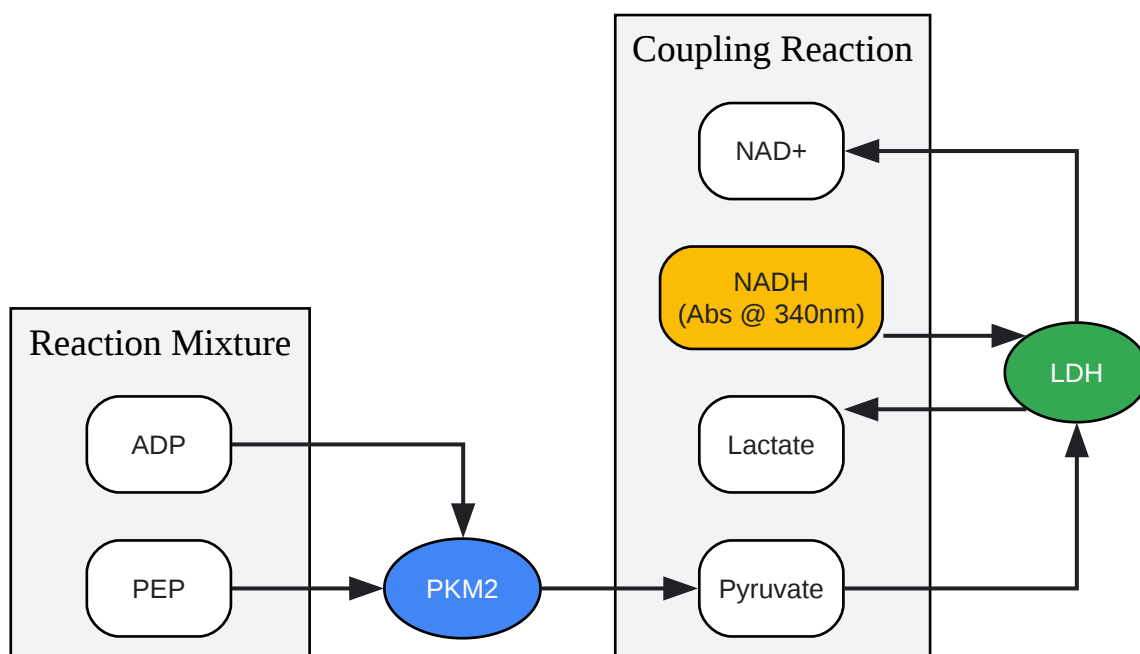 Reaction Mixture
ADP
PEP
PKM2
Coupling Reaction
NAD+
NADH
(Abs @ 340nm)
Lactate
Pyruvate
LDH